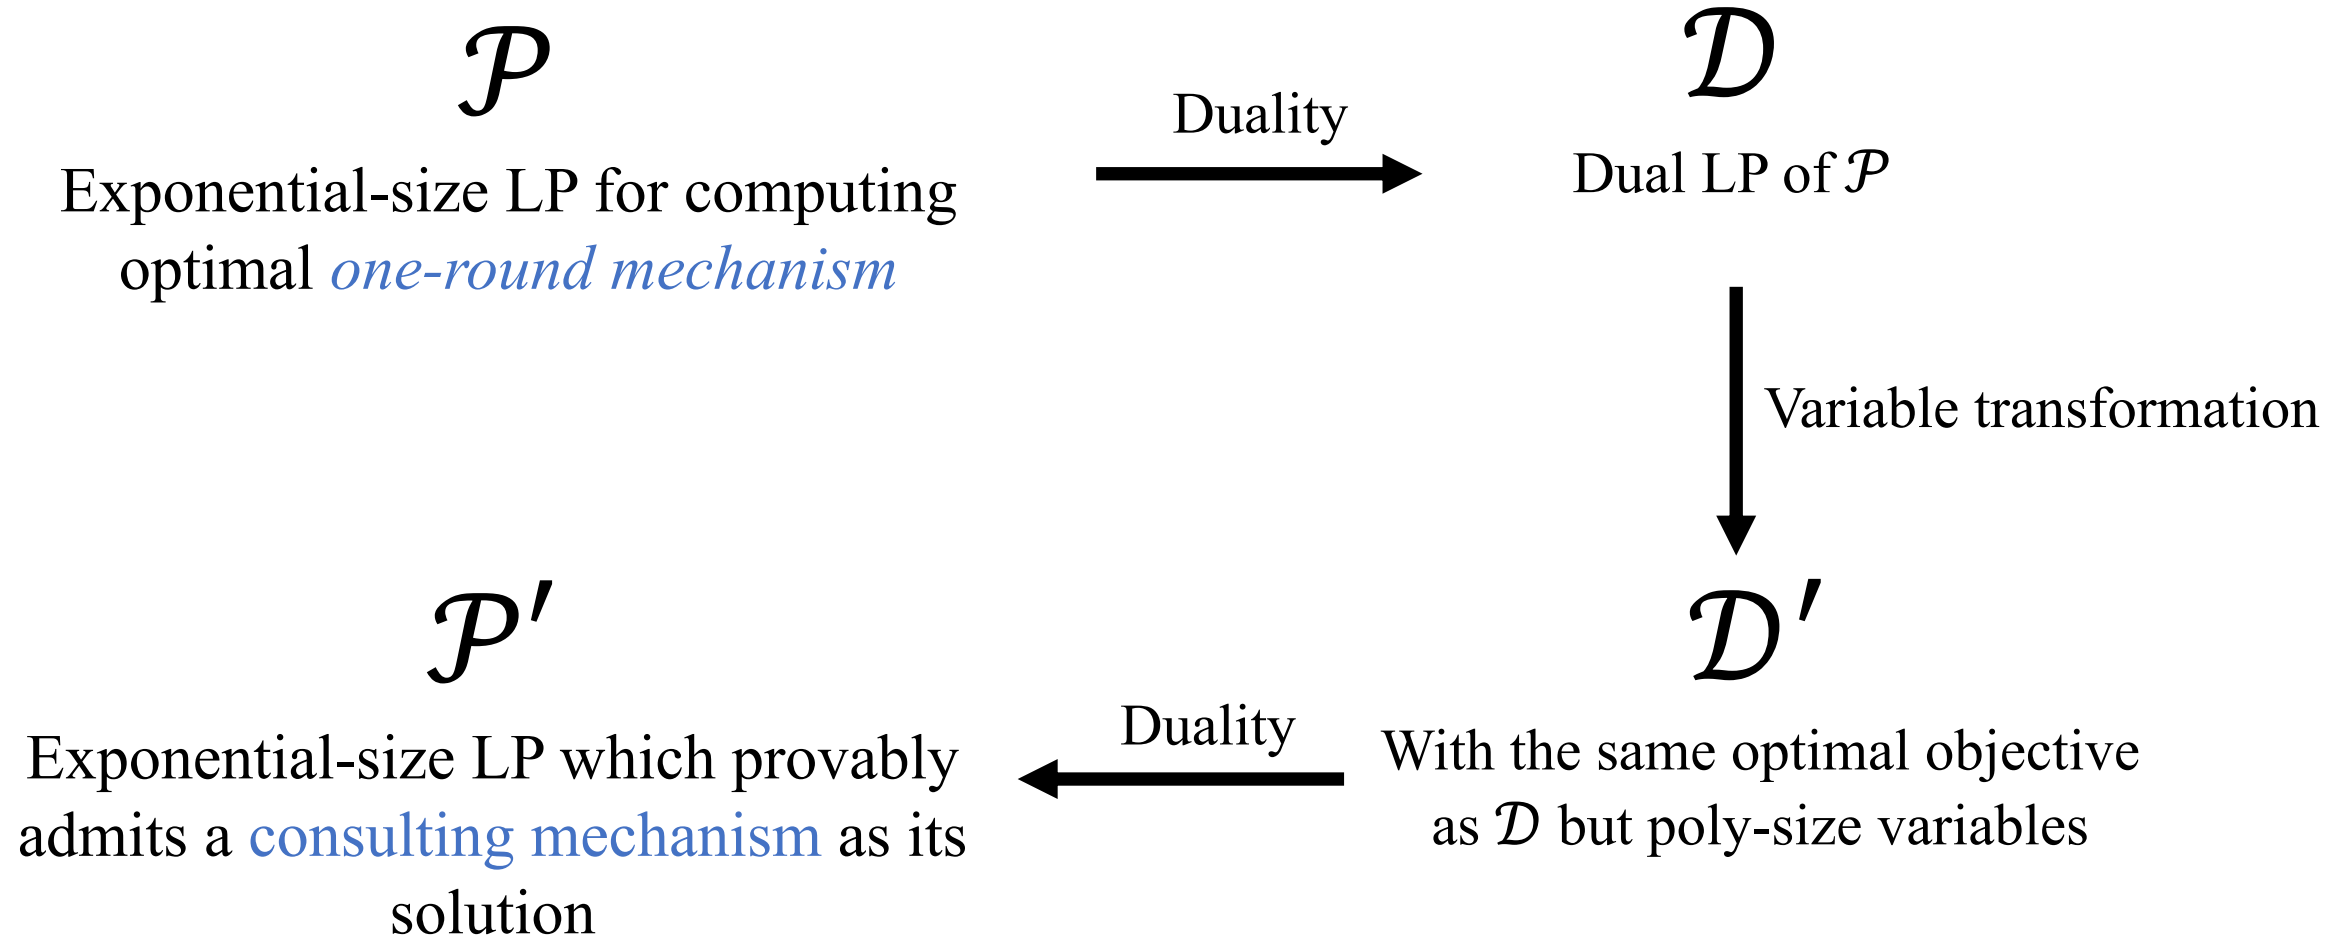 𝒫
Exponential-size LP for computing
optimal one-round mechanism
Duality
𝒟
Dual LP of 𝒫
Variable transformation
𝒟′
With the same optimal objective
as 𝒟 but poly-size variables
Duality
𝒫′
Exponential-size LP which provably
admits a consulting mechanism as its
solution